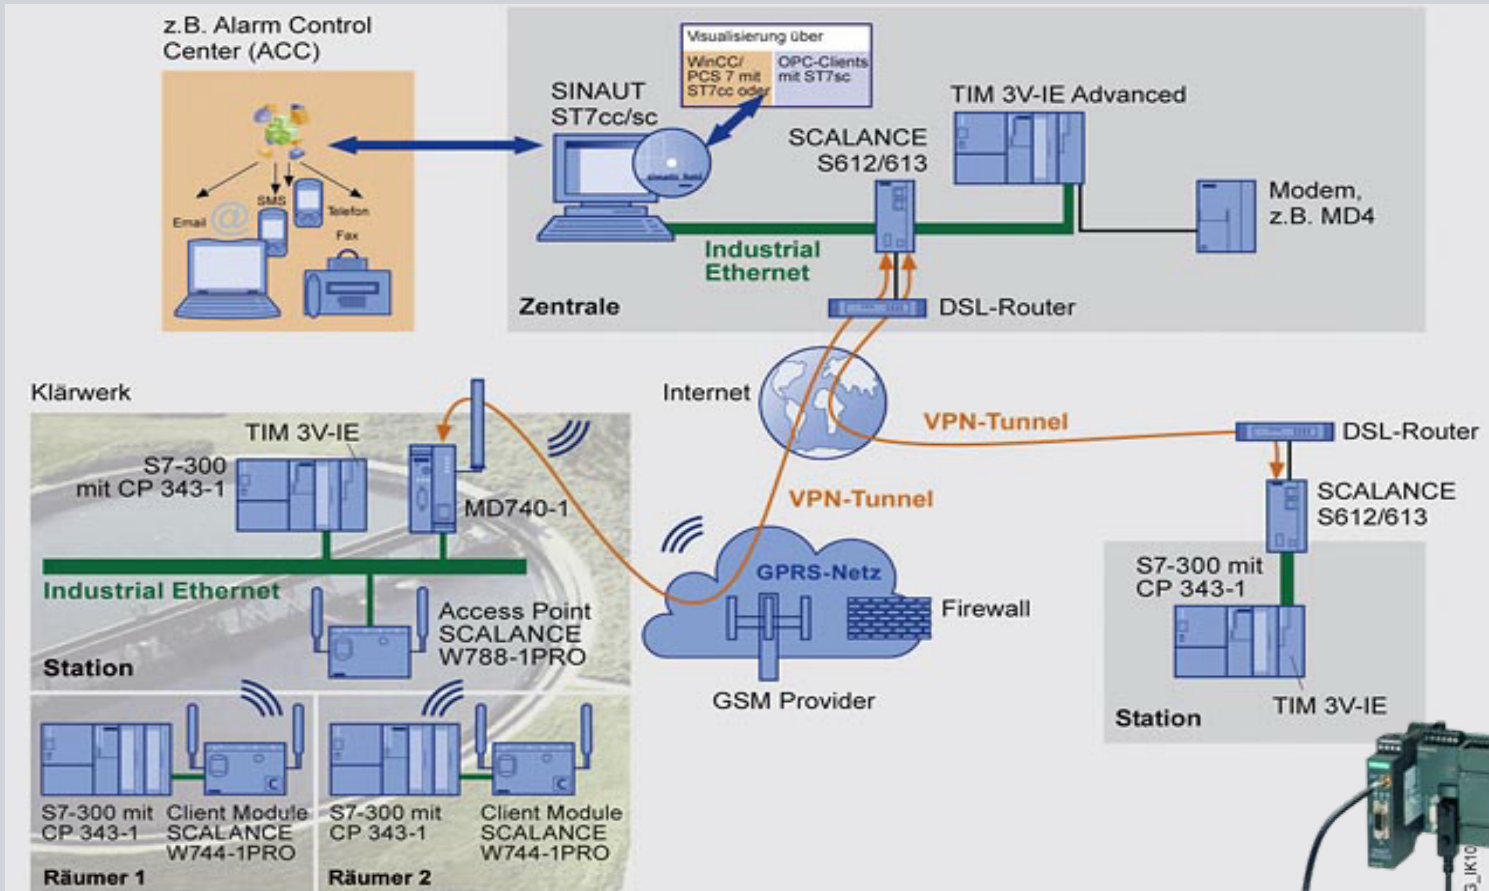 z.B. Alarm Control
Center (ACC)
Email
@
SMS
Telefon
Fax
SINAUT
ST7cc/sc
Visualisierung über
WinCC/
PCS 7 mit
ST7cc oder
OPC-Clients
mit ST7sc
SCALANCE
S612/613
TIM 3V-IE Advanced
Modem,
z.B. MD4
Industrial
Ethernet
Zentrale
DSL-Router
Internet
VPN-Tunnel
VPN-Tunnel
DSL-Router
SCALANCE
S612/613
S7-300 mit
CP 343-1
TIM 3V-IE
Station
GPRS-Netz
Firewall
GSM Provider
Klärwerk
TIM 3V-IE
S7-300
mit CP 343-1
MD740-1
Industrial Ethernet
Access Point
SCALANCE
W788-1PRO
Station
S7-300 mit
CP 343-1
Client Module
SCALANCE
W744-1PRO
Räumer 1
S7-300 mit
CP 343-1
Client Module
SCALANCE
W744-1PRO
Räumer 2